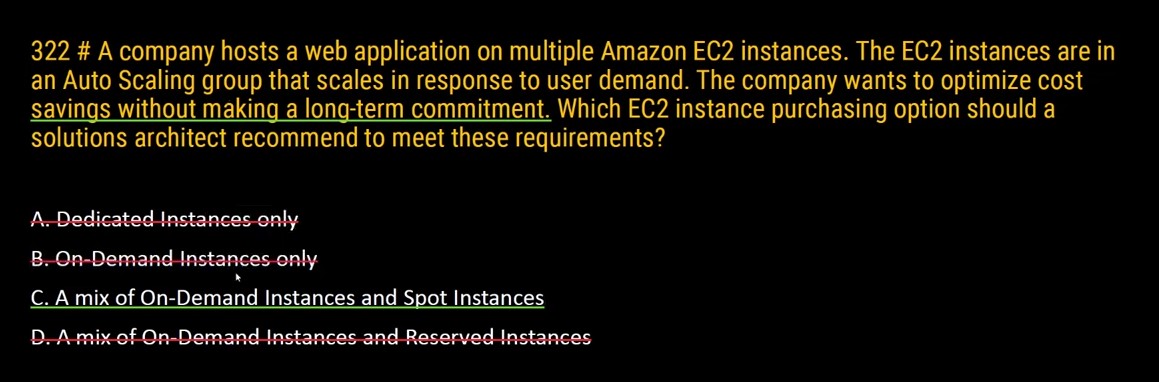 322 # A company hosts a web application on multiple Amazon EC2 instances. The EC2 instances are in
an Auto Scaling group that scales in response to user demand. The company wants to optimize cost
savings without making a long-term commitment. Which EC2 instance purchasing option should a
solutions architect recommend to meet these requirements?
A. Dedicated Instances only
B. On-Demand Instances only
C. A mix of On-Demand Instances and Spot Instances
D. A mix of On-Demand Instances and Reserved Instances